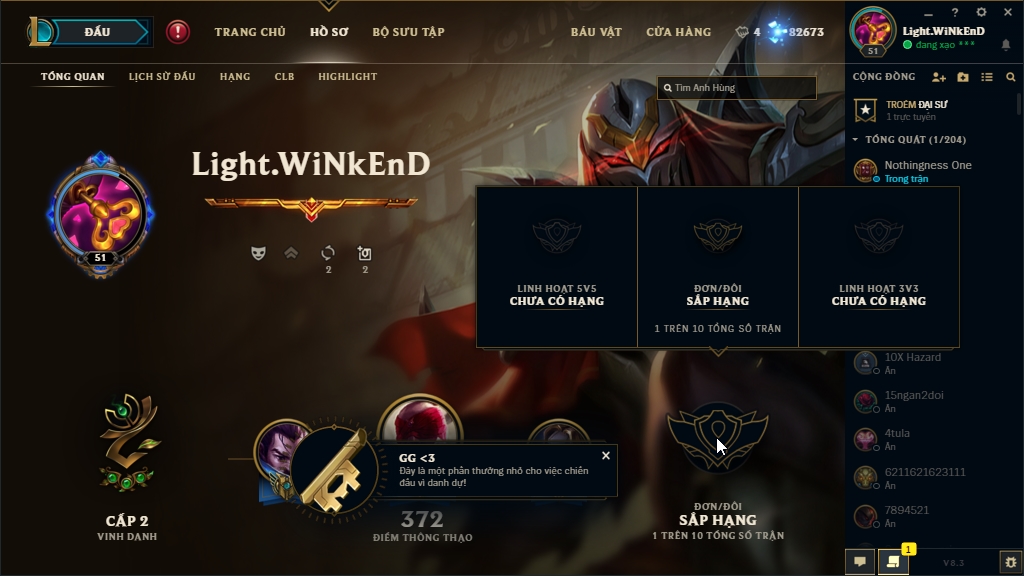 ĐẤU
TRANG CHỦ
HỒ SƠ
BỘ SƯU TẬP
BÁU VẬT
CỬA HÀNG
4
82673
Light.WiNkEnD
đang xạo ***
51
TỔNG QUAN
LỊCH SỬ ĐẤU
HẠNG
CLB
HIGHLIGHT
Tìm Anh Hùng
CỘNG ĐỒNG
TROEM ĐẠI SƯ
1 trực tuyến
TỔNG QUÁT (1/204)
Nothingness One
Trong trận
Light.WiNkEnD
51
2
2
LINH HOẠT 5V5
CHƯA CÓ HẠNG
ĐƠN/ĐÔI
SẮP HẠNG
1 TRÊN 10 TỔNG SỐ TRẬN
LINH HOẠT 3V3
CHƯA CÓ HẠNG
10X Hazard
Ẩn
15ngan2doi
Ẩn
4tula
Ẩn
6211621623111
Ẩn
7894521
Ẩn
GG <3
Đây là một phần thưởng nhỏ cho việc chiến
đấu vì danh dự!
CẤP 2
VINH DANH
372
ĐIỂM THÔNG THẠO
ĐƠN/ĐÔI
SẮP HẠNG
1 TRÊN 10 TỔNG SỐ TRẬN
1
V8.3